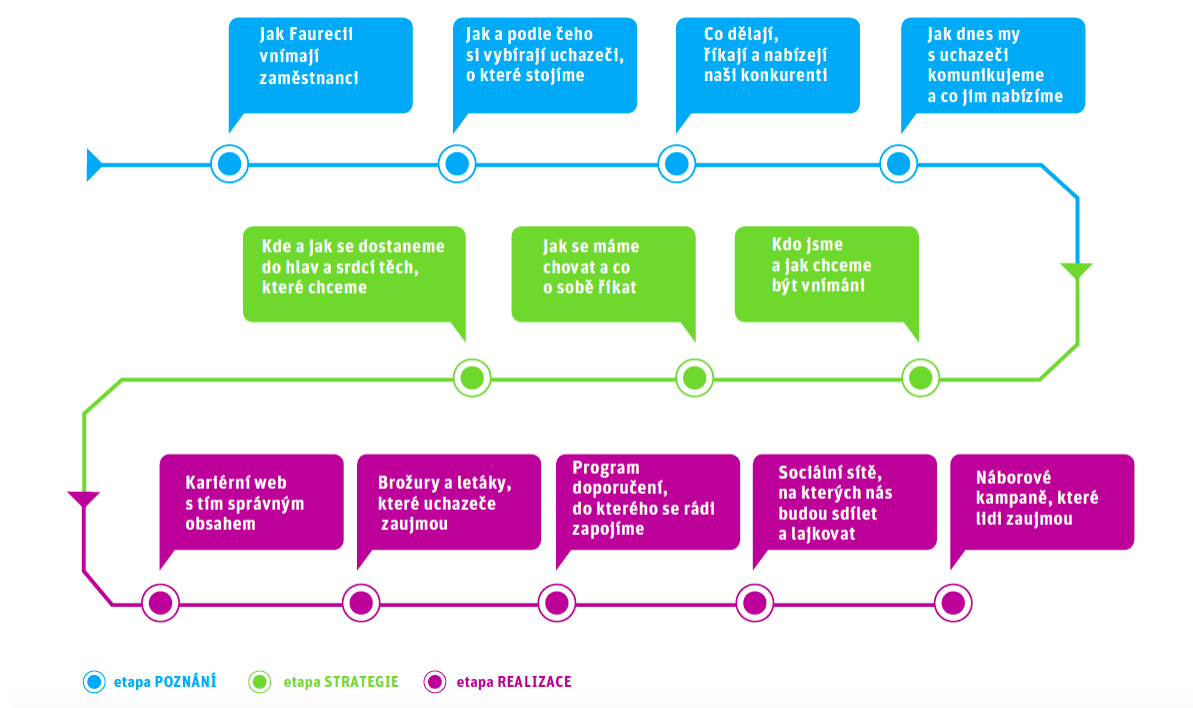 Jak Faurecii
vnímají
zaměstnanci
Jak a podle čeho
si vybírají uchazeči,
o které stojíme
Co dělají,
říkají a nabízejí
naši konkurenti
Jak dnes my
s uchazeči
komunikujeme
a co jim nabízíme
Kde a jak se dostaneme
do hlav a srdcí těch,
které chceme
Jak se máme
chovat a co
o sobě říkat
Kdo jsme
a jak chceme
být vnímáni
Kariérní web
s tím správným
obsahem
Brožury a letáky,
které uchazeče
zaujmou
Program
doporučení,
do kterého se rádi
zapojíme
Sociální sítě,
na kterých nás
budou sdílet
a lajkovat
Náborové
kampaně, které
lidi zaujmou
etapa POZNÁNÍ
etapa STRATEGIE
etapa REALIZACE